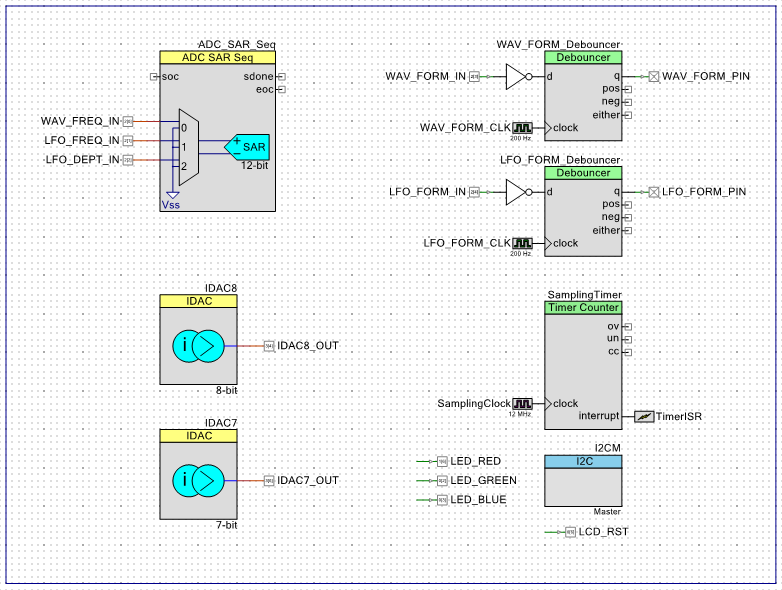 ADC_SAR_Seq
ADC SAR Seq
soc
sdone
eoc
WAV_FREQ_IN
0
LFO_FREQ_IN
1
SAR
LFO_DEPT_IN
2
12-bit
Vss
WAV_FORM_Debouncer
Debouncer
WAV_FORM_IN
d
q
WAV_FORM_PIN
pos
neg
either
WAV_FORM_CLK
clock
200 Hz
LFO_FORM_Debouncer
Debouncer
LFO_FORM_IN
d
q
LFO_FORM_PIN
pos
neg
either
LFO_FORM_CLK
clock
200 Hz
IDAC8
IDAC
i
IDAC8_OUT
8-bit
IDAC7
IDAC
i
IDAC7_OUT
7-bit
SamplingTimer
Timer Counter
ov
un
cc
SamplingClock
clock
12 MHz
interrupt
TimerISR
LED_RED
LED_GREEN
LED_BLUE
I2CM
I2C
Master
LCD_RST